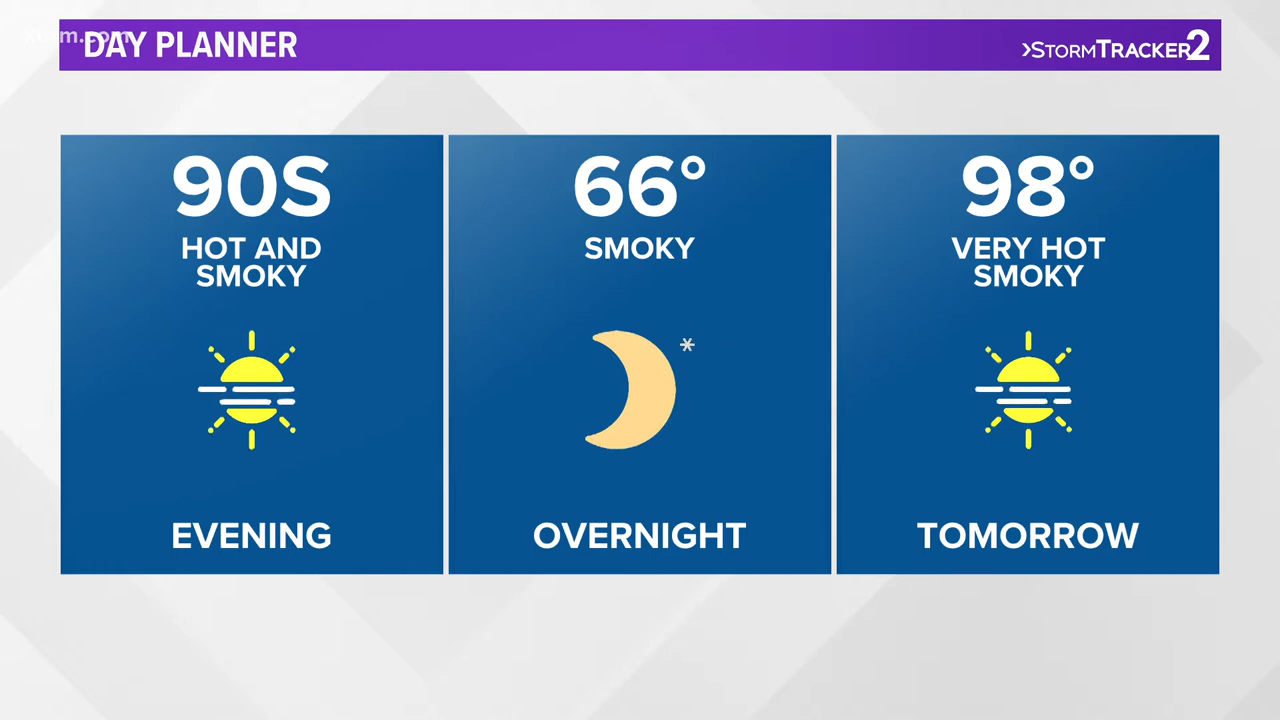 DAY PLANNER
›STORMTRACKER2
90S
HOT AND
SMOKY
EVENING
66°
SMOKY
OVERNIGHT
98°
VERY HOT
SMOKY
TOMORROW